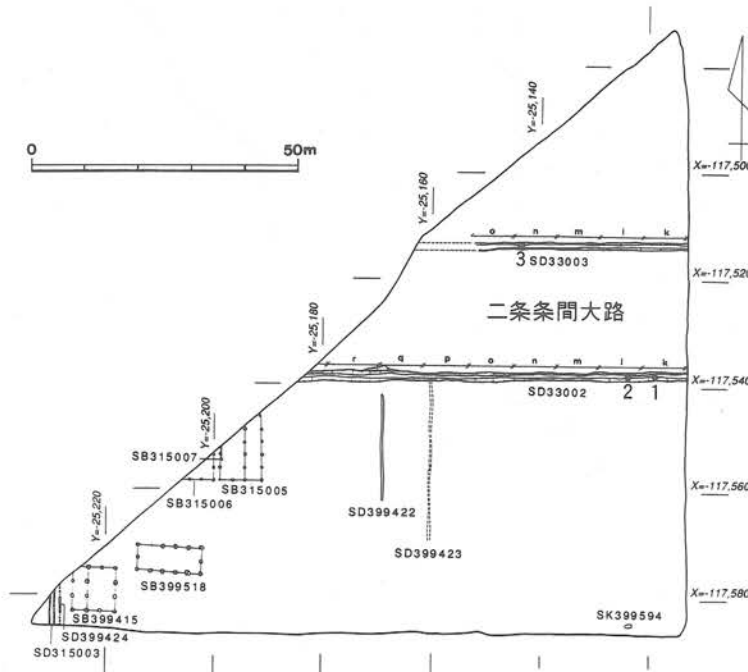 Y=-25,140
0 50m
X=-117,500
Y=-25,160
o n m l k
3 SD33003
X=-117,520
二条条間大路
Y=-25,180
r q p o n m l k
X=-117,540
SD33002 2 1
Y=-25,200
SB315007
SB315005
SB315006
X=-117,560
SD399422
Y=-25,220
SD399423
SB399518
X=-117,580
SB399415
SK399594
SD399424
SD315003